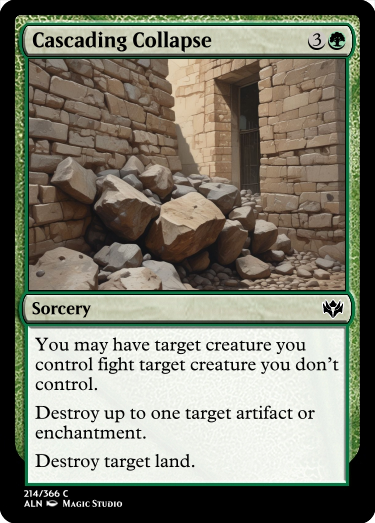 Cascading Collapse 3
Sorcery
You may have target creature you
control fight target creature you don't
control.
Destroy up to one target artifact or
enchantment.
Destroy target land.
214/366 C
ALN Magic Studio